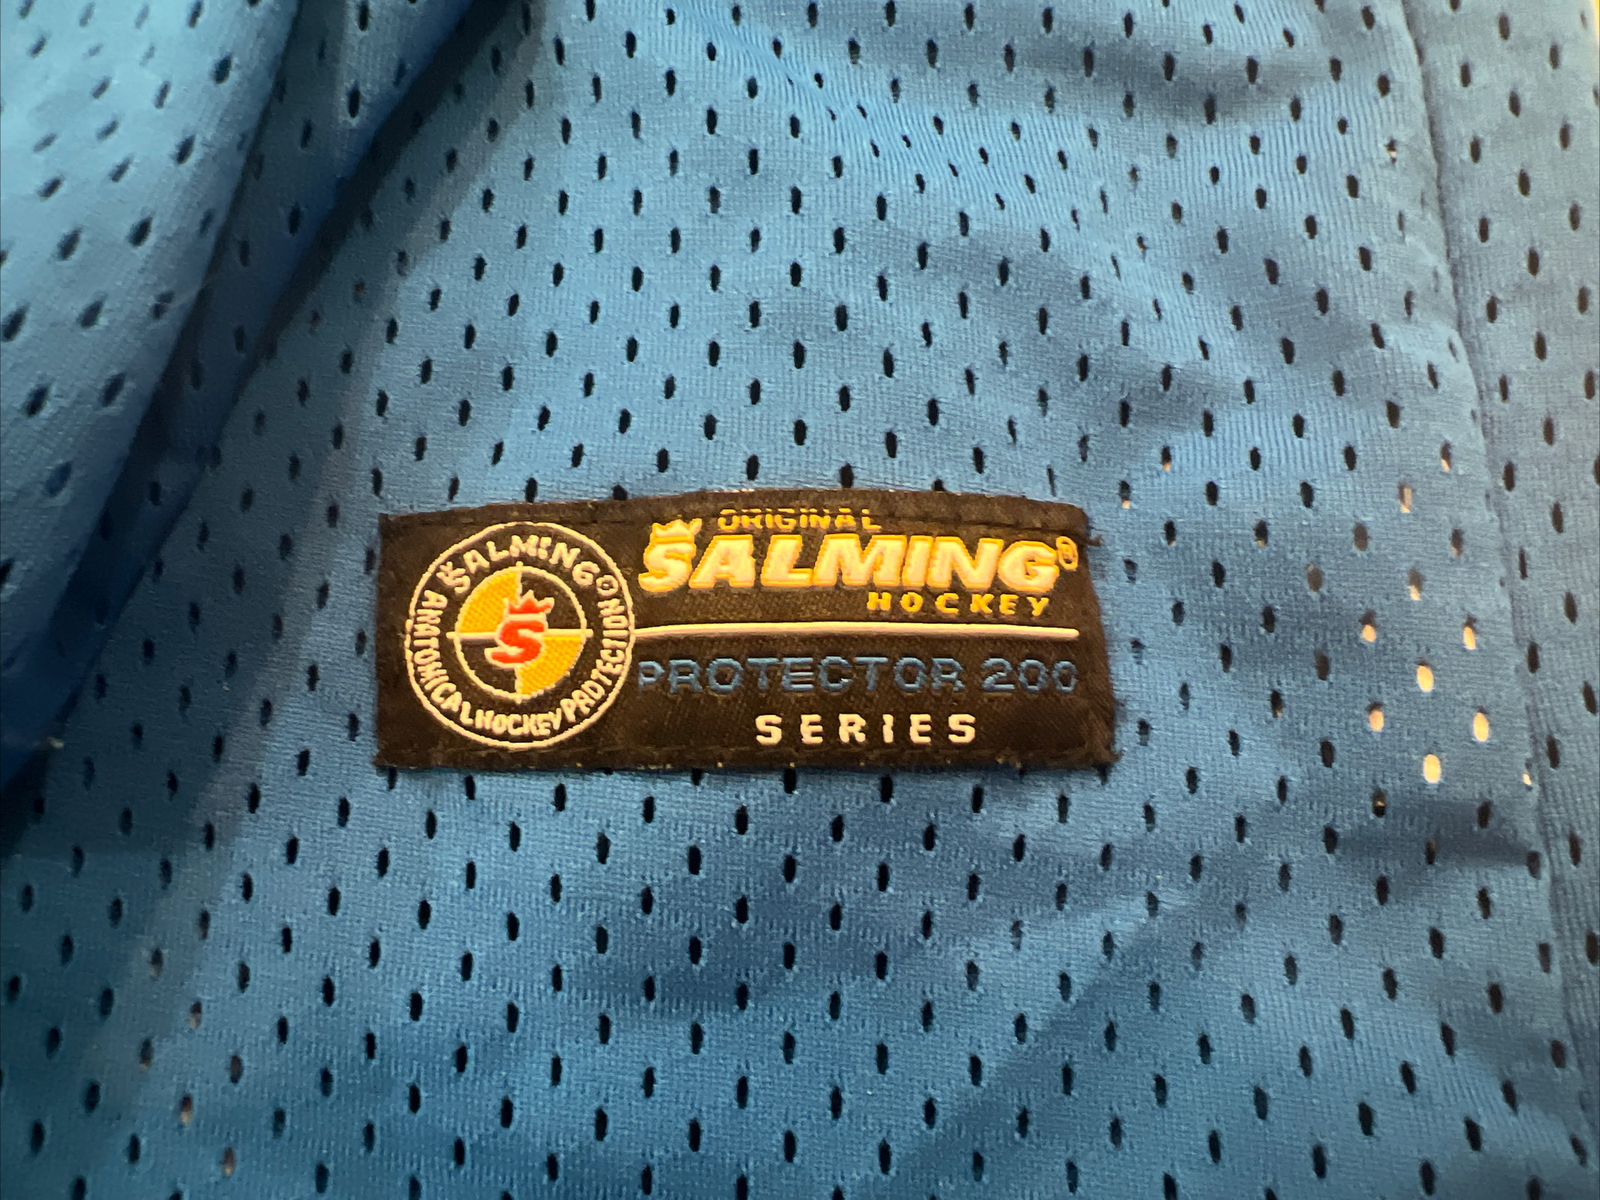 SALMING®
ANATOMICAL HOCKEY PROTECTION
S
ORIGINAL
SALMING®
HOCKEY
PROTECTOR 200
SERIES